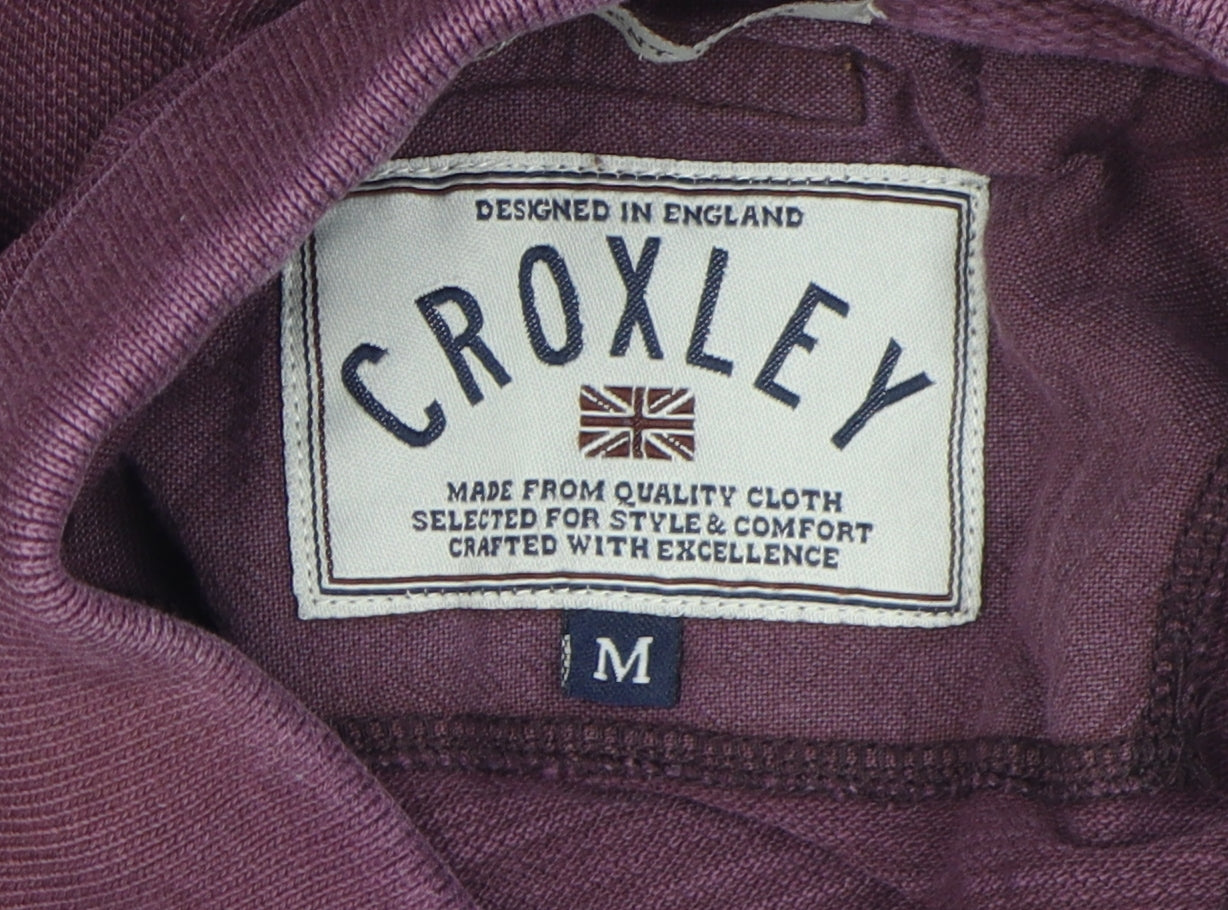 DESIGNED IN ENGLAND
CROXLEY
MADE FROM QUALITY CLOTH
SELECTED FOR STYLE & COMFORT
CRAFTED WITH EXCELLENCE
M